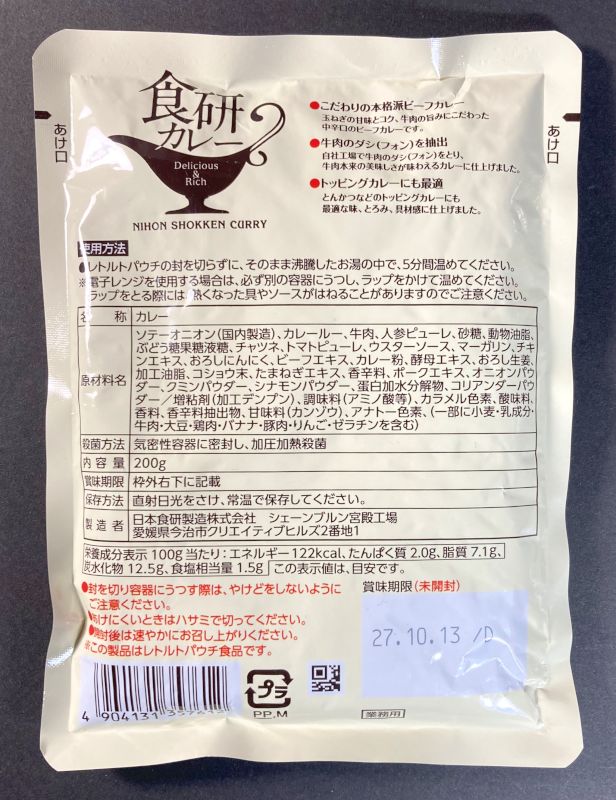 食研
カレー
Delicious
&
Rich
NIHON SHOKKEN CURRY
あけ口
あけ口
●こだわりの本格派ビーフカレー
玉ねぎの甘味とコク、牛肉の旨みにこだわった
中辛口のビーフカレーです。
●牛肉のダシ(フォン)を抽出
自社工場で牛肉のダシ(フォン)をとり、
牛肉本来の美味しさが味わえるカレーに仕上げました。
●トッピングカレーにも最適
とんかつなどのトッピングカレーにも
最適な味、とろみ、具材感に仕上げました。
使用方法
●レトルトパウチの封を切らずに、そのまま沸騰したお湯の中で、5分間温めてください。
※電子レンジを使用する場合は、必ず別の容器にうつし、ラップをかけて温めてください。
ラップをとる際には、熱くなった具やソースがはねることがありますのでご注意ください。
名称 カレー
原材料名 ソテーオニオン(国内製造)、カレールー、牛肉、人参ピューレ、砂糖、動物油脂、
ぶどう糖果糖液糖、チャツネ、トマトピューレ、ウスターソース、マーガリン、チキ
ンエキス、おろしにんにく、ビーフエキス、カレー粉、酵母エキス、おろし生姜、
加工油脂、コショウ末、たまねぎエキス、香辛料、ポークエキス、オニオンパウ
ダー、クミンパウダー、シナモンパウダー、蛋白加水分解物、コリアンダーパウ
ダー/増粘剤(加工デンプン)、調味料(アミノ酸等)、カラメル色素、酸味料、
香料、香辛料抽出物、甘味料(カンゾウ)、アナトー色素、(一部に小麦・乳成分・
牛肉・大豆・鶏肉・バナナ・豚肉・りんご・ゼラチンを含む)
殺菌方法 気密性容器に密封し、加圧加熱殺菌
内容量 200g
賞味期限 枠外右下に記載
保存方法 直射日光をさけ、常温で保存してください。
製造者 日本食研製造株式会社 シェーンブルン宮殿工場
愛媛県今治市クリエイティブヒルズ2番地1
栄養成分表示 100g当たり:エネルギー122kcal、たんぱく質 2.0g、脂質 7.1g、
炭水化物 12.5g、食塩相当量 1.5g この表示値は、目安です。
●封を切り容器にうつす際は、やけどをしないように
ご注意ください。
●あけにくいときはハサミで切ってください。
●開封後は速やかにお召し上がりください。
※この製品はレトルトパウチ食品です。
賞味期限(未開封)
27.10.13 /D
4 904131
プラ
PP,M
業務用